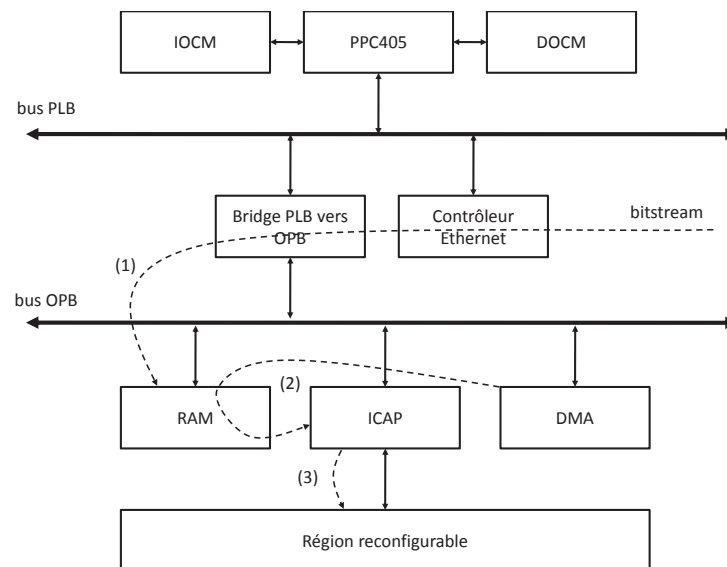 IOCM
PPC405
DOCM
bus PLB
Bridge PLB vers
OPB
Contrôleur
Ethernet
bitstream
(1)
bus OPB
(2)
RAM
ICAP
DMA
(3)
Région reconfigurable